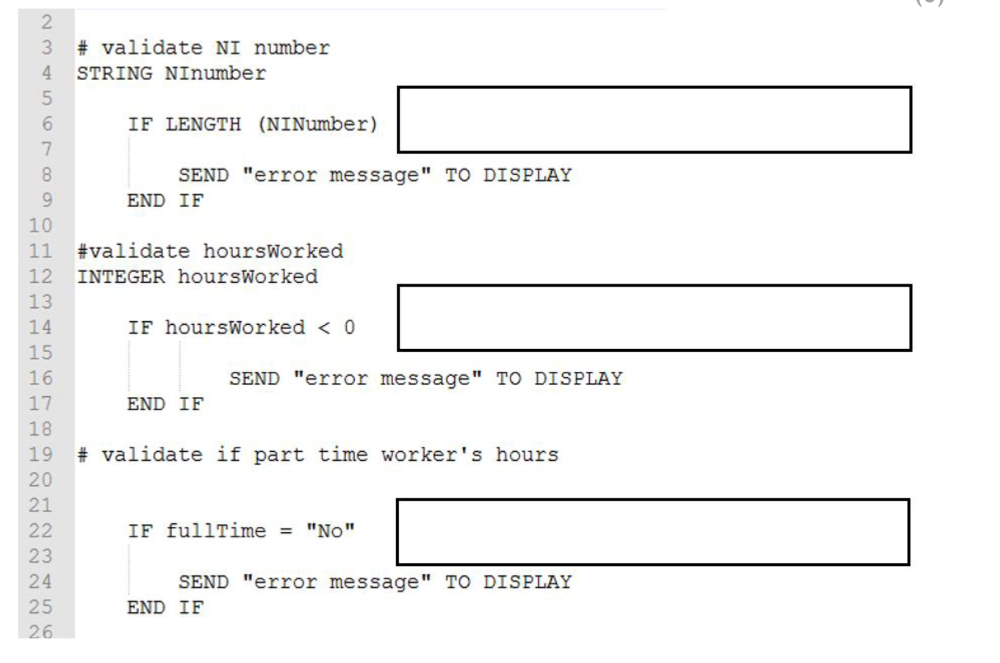 2
3 # validate NI number
4 STRING NInumber
5
6 IF LENGTH (NINumber)
7
8 SEND "error message" TO DISPLAY
9 END IF
10
11 #validate hoursWorked
12 INTEGER hoursWorked
13
14 IF hoursWorked < 0
15
16 SEND "error message" TO DISPLAY
17 END IF
18
19 # validate if part time worker's hours
20
21
22 IF fullTime = "No"
23
24 SEND "error message" TO DISPLAY
25 END IF
26